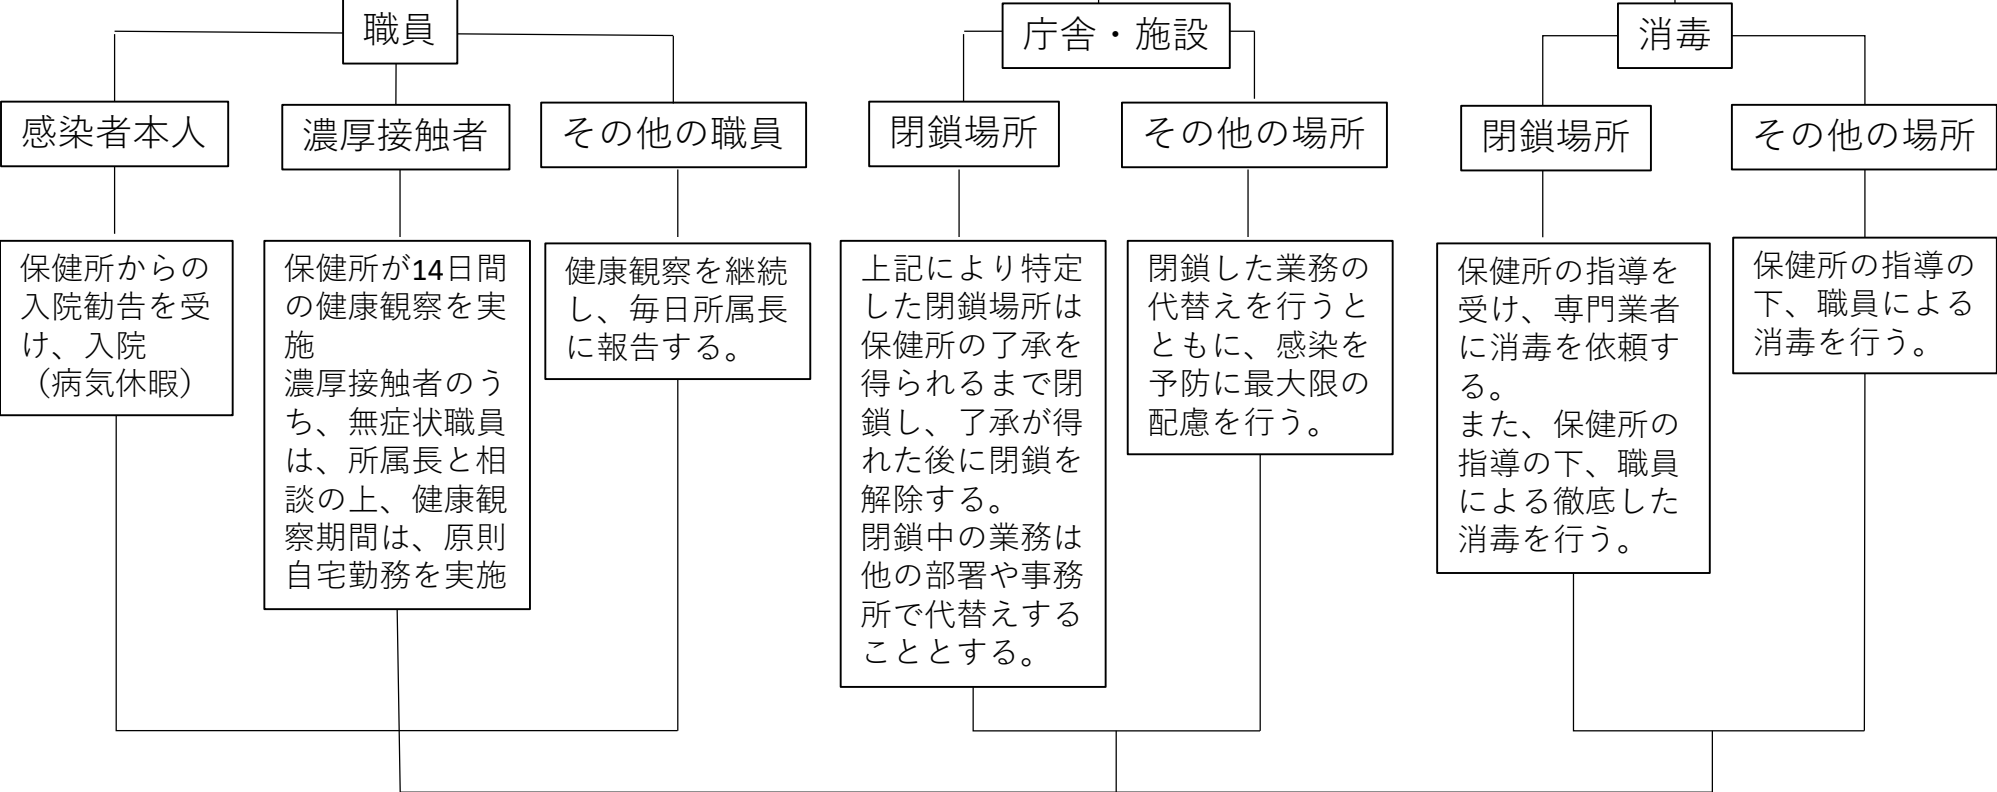 職員
庁舎・施設
消毒
感染者本人
濃厚接触者
その他の職員
閉鎖場所
その他の場所
閉鎖場所
その他の場所
保健所からの
入院勧告を受
け、入院
（病気休暇）
保健所が14日間
の健康観察を実
施
濃厚接触者のう
ち、無症状職員
は、所属長と相
談の上、健康観
察期間は、原則
自宅勤務を実施
健康観察を継続
し、毎日所属長
に報告する。
上記により特定
した閉鎖場所は
保健所の了承を
得られるまで閉
鎖し、了承が得
れた後に閉鎖を
解除する。
閉鎖中の業務は
他の部署や事務
所で代替えする
こととする。
閉鎖した業務の
代替えを行うと
ともに、感染を
予防に最大限の
配慮を行う。
保健所の指導を
受け、専門業者
に消毒を依頼す
る。
また、保健所の
指導の下、職員
による徹底した
消毒を行う。
保健所の指導の
下、職員による
消毒を行う。